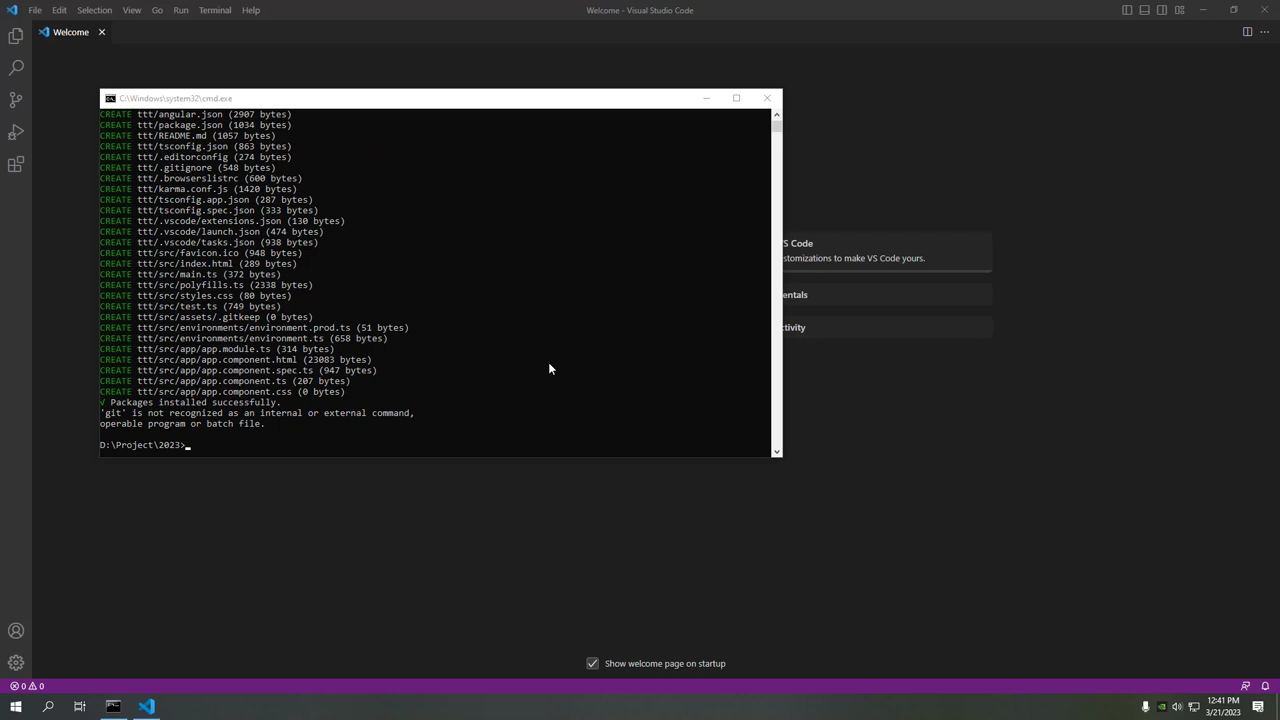 File Edit Selection View Go Run Terminal Help
Welcome - Visual Studio Code
Welcome
C:\Windows\system32\cmd.exe
CREATE ttt/angular.json (2907 bytes)
CREATE ttt/package.json (1034 bytes)
CREATE ttt/README.md (1057 bytes)
CREATE ttt/tsconfig.json (863 bytes)
CREATE ttt/.editorconfig (274 bytes)
CREATE ttt/.gitignore (548 bytes)
CREATE ttt/.browserslistrc (600 bytes)
CREATE ttt/karma.conf.js (1420 bytes)
CREATE ttt/tsconfig.app.json (287 bytes)
CREATE ttt/tsconfig.spec.json (333 bytes)
CREATE ttt/.vscode/extensions.json (130 bytes)
CREATE ttt/.vscode/launch.json (474 bytes)
CREATE ttt/.vscode/tasks.json (938 bytes)
CREATE ttt/src/favicon.ico (948 bytes)
CREATE ttt/src/index.html (289 bytes)
CREATE ttt/src/main.ts (372 bytes)
CREATE ttt/src/polyfills.ts (2338 bytes)
CREATE ttt/src/styles.css (80 bytes)
CREATE ttt/src/test.ts (749 bytes)
CREATE ttt/src/assets/.gitkeep (0 bytes)
CREATE ttt/src/environments/environment.prod.ts (51 bytes)
CREATE ttt/src/environments/environment.ts (658 bytes)
CREATE ttt/src/app/app.module.ts (314 bytes)
CREATE ttt/src/app/app.component.html (23083 bytes)
CREATE ttt/src/app/app.component.spec.ts (947 bytes)
CREATE ttt/src/app/app.component.ts (207 bytes)
CREATE ttt/src/app/app.component.css (0 bytes)
√ Packages installed successfully.
'git' is not recognized as an internal or external command,
operable program or batch file.
D:\Project\2023>
S Code
stomizations to make VS Code yours.
entals
ctivity
Show welcome page on startup
0 0
12:41 PM
3/21/2023